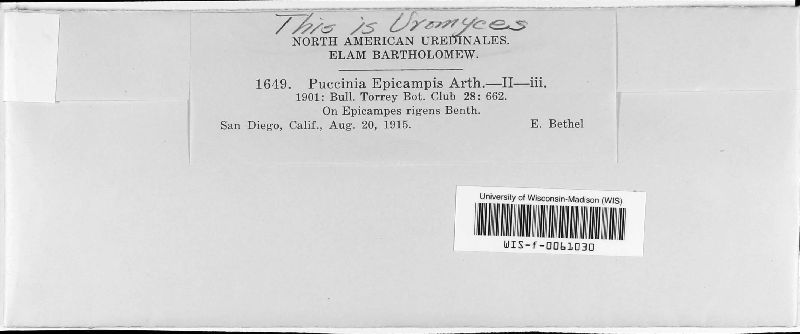 This is Uromyces
NORTH AMERICAN UREDINALES.
ELAM BARTHOLOMEW.
1649. Puccinia Epicampis Arth.—II—iii.
1901: Bull. Torrey Bot. Club 28: 662.
On Epicampes rigens Benth.
San Diego, Calif., Aug. 20, 1915. E. Bethel
University of Wisconsin-Madison (WIS)
WIS-f-0061030